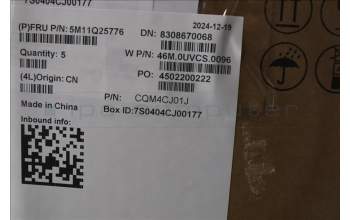 7S0404CJ00177
2024-12-19
(P)FRU P/N: 5M11Q25776 DN: 8308670068
Quantity: 5 W P/N: 46M.0UVCS.0096
(4L)Origin: CN PO: 4502200222
P/N: CQM4CJ01J
Made in China Box ID:7S0404CJ00177
Inbound info: